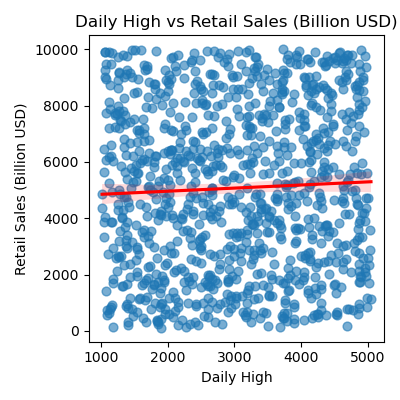 Daily High vs Retail Sales (Billion USD)
10000
8000
6000
4000
2000
0
Retail Sales (Billion USD)
1000 2000 3000 4000 5000
Daily High